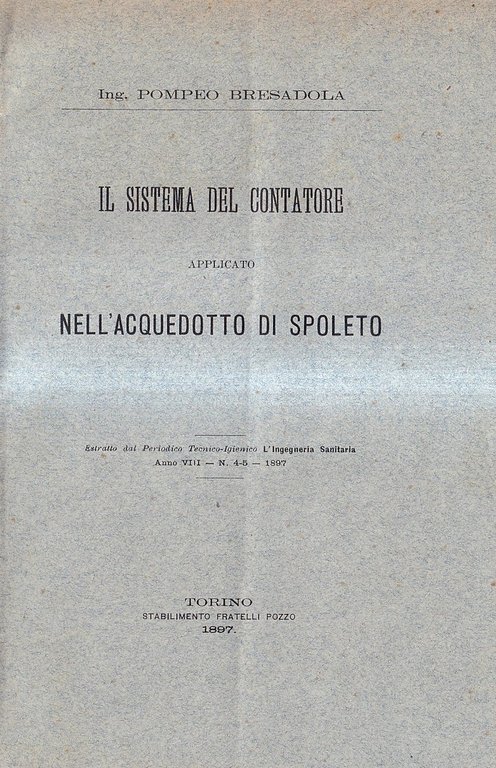 Ing. POMPEO BRESADOLA
IL SISTEMA DEL CONTATORE
APPLICATO
NELL'ACQUEDOTTO DI SPOLETO
Estratto dal Periodico Tecnico-Igienico L'Ingegneria Sanitaria
Anno VIII — N. 4-5 — 1897
TORINO
STABILIMENTO FRATELLI POZZO
1897.